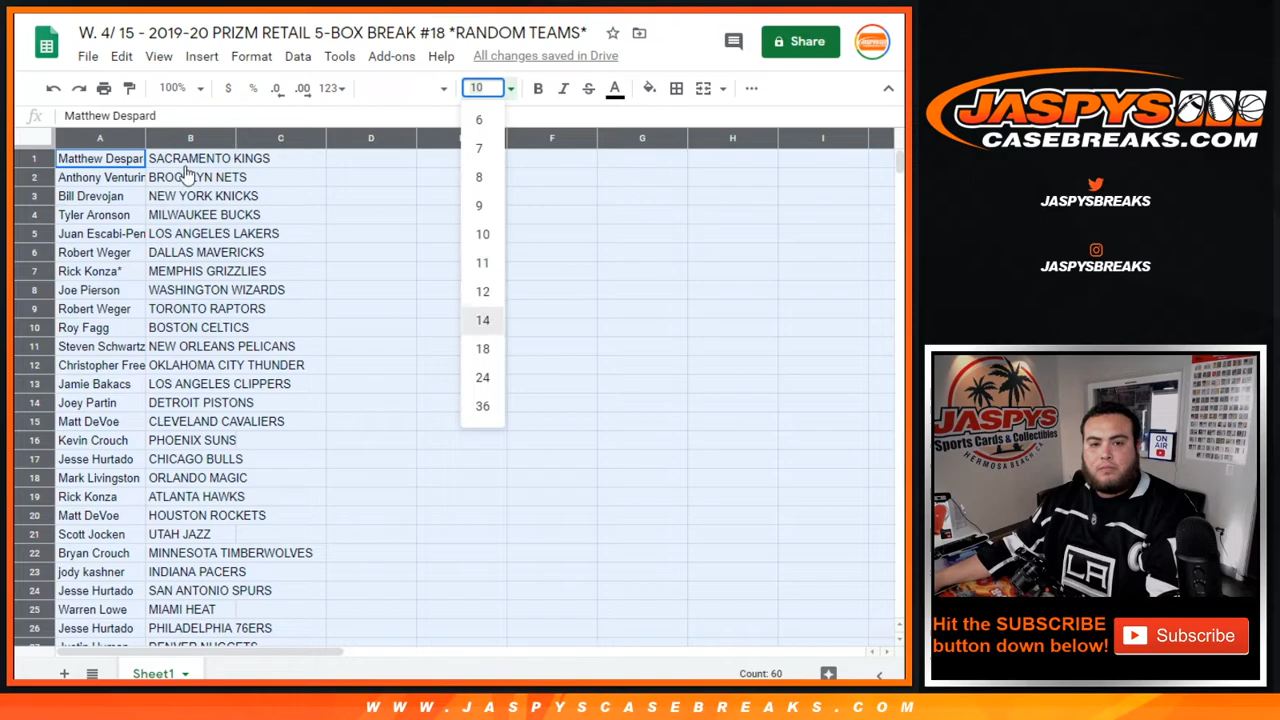 W. 4/ 15 - 2019-20 PRIZM RETAIL 5-BOX BREAK #18 *RANDOM TEAMS*
File Edit View Insert Format Data Tools Add-ons Help All changes saved in Drive
Share
100% $ % .0 .00 123 10 B I S A
fx Matthew Despard
A B C D F G H I
1 Matthew Despar SACRAMENTO KINGS
2 Anthony Venturin BROOKLYN NETS
3 Bill Drevojan NEW YORK KNICKS
4 Tyler Aronson MILWAUKEE BUCKS
5 Juan Escabi-Pen LOS ANGELES LAKERS
6 Robert Weger DALLAS MAVERICKS
7 Rick Konza* MEMPHIS GRIZZLIES
8 Joe Pierson WASHINGTON WIZARDS
9 Robert Weger TORONTO RAPTORS
10 Roy Fagg BOSTON CELTICS
11 Steven Schwartz NEW ORLEANS PELICANS
12 Christopher Free OKLAHOMA CITY THUNDER
13 Jamie Bakacs LOS ANGELES CLIPPERS
14 Joey Partin DETROIT PISTONS
15 Matt DeVoe CLEVELAND CAVALIERS
16 Kevin Crouch PHOENIX SUNS
17 Jesse Hurtado CHICAGO BULLS
18 Mark Livingston ORLANDO MAGIC
19 Rick Konza ATLANTA HAWKS
20 Matt DeVoe HOUSTON ROCKETS
21 Scott Jocken UTAH JAZZ
22 Bryan Crouch MINNESOTA TIMBERWOLVES
23 jody kashner INDIANA PACERS
24 Jesse Hurtado SAN ANTONIO SPURS
25 Warren Lowe MIAMI HEAT
26 Jesse Hurtado PHILADELPHIA 76ERS
6
7
8
9
10
11
12
14
18
24
36
Sheet1
Count: 60
JASPYS
CASEBREAKS.COM
JASPYSBREAKS
JASPYSBREAKS
JASPYS
Sports Cards & Collectibles
HERMOSA BEACH CA
ON AIR
LA
Hit the SUBSCRIBE
button down below!
Subscribe
WWW.JASPYSCASEBREAKS.COM